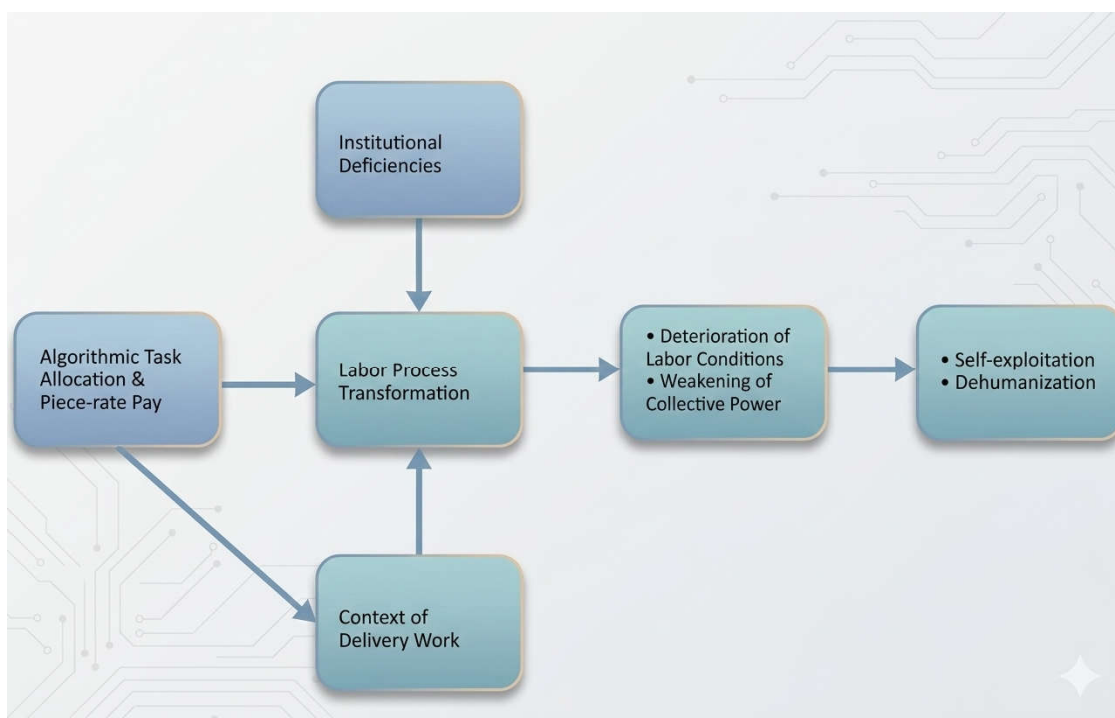 Institutional
Deficiencies
Algorithmic Task
Allocation &
Piece-rate Pay
Labor Process
Transformation
• Deterioration of
Labor Conditions
• Weakening of
Collective Power
• Self-exploitation
• Dehumanization
Context of
Delivery Work